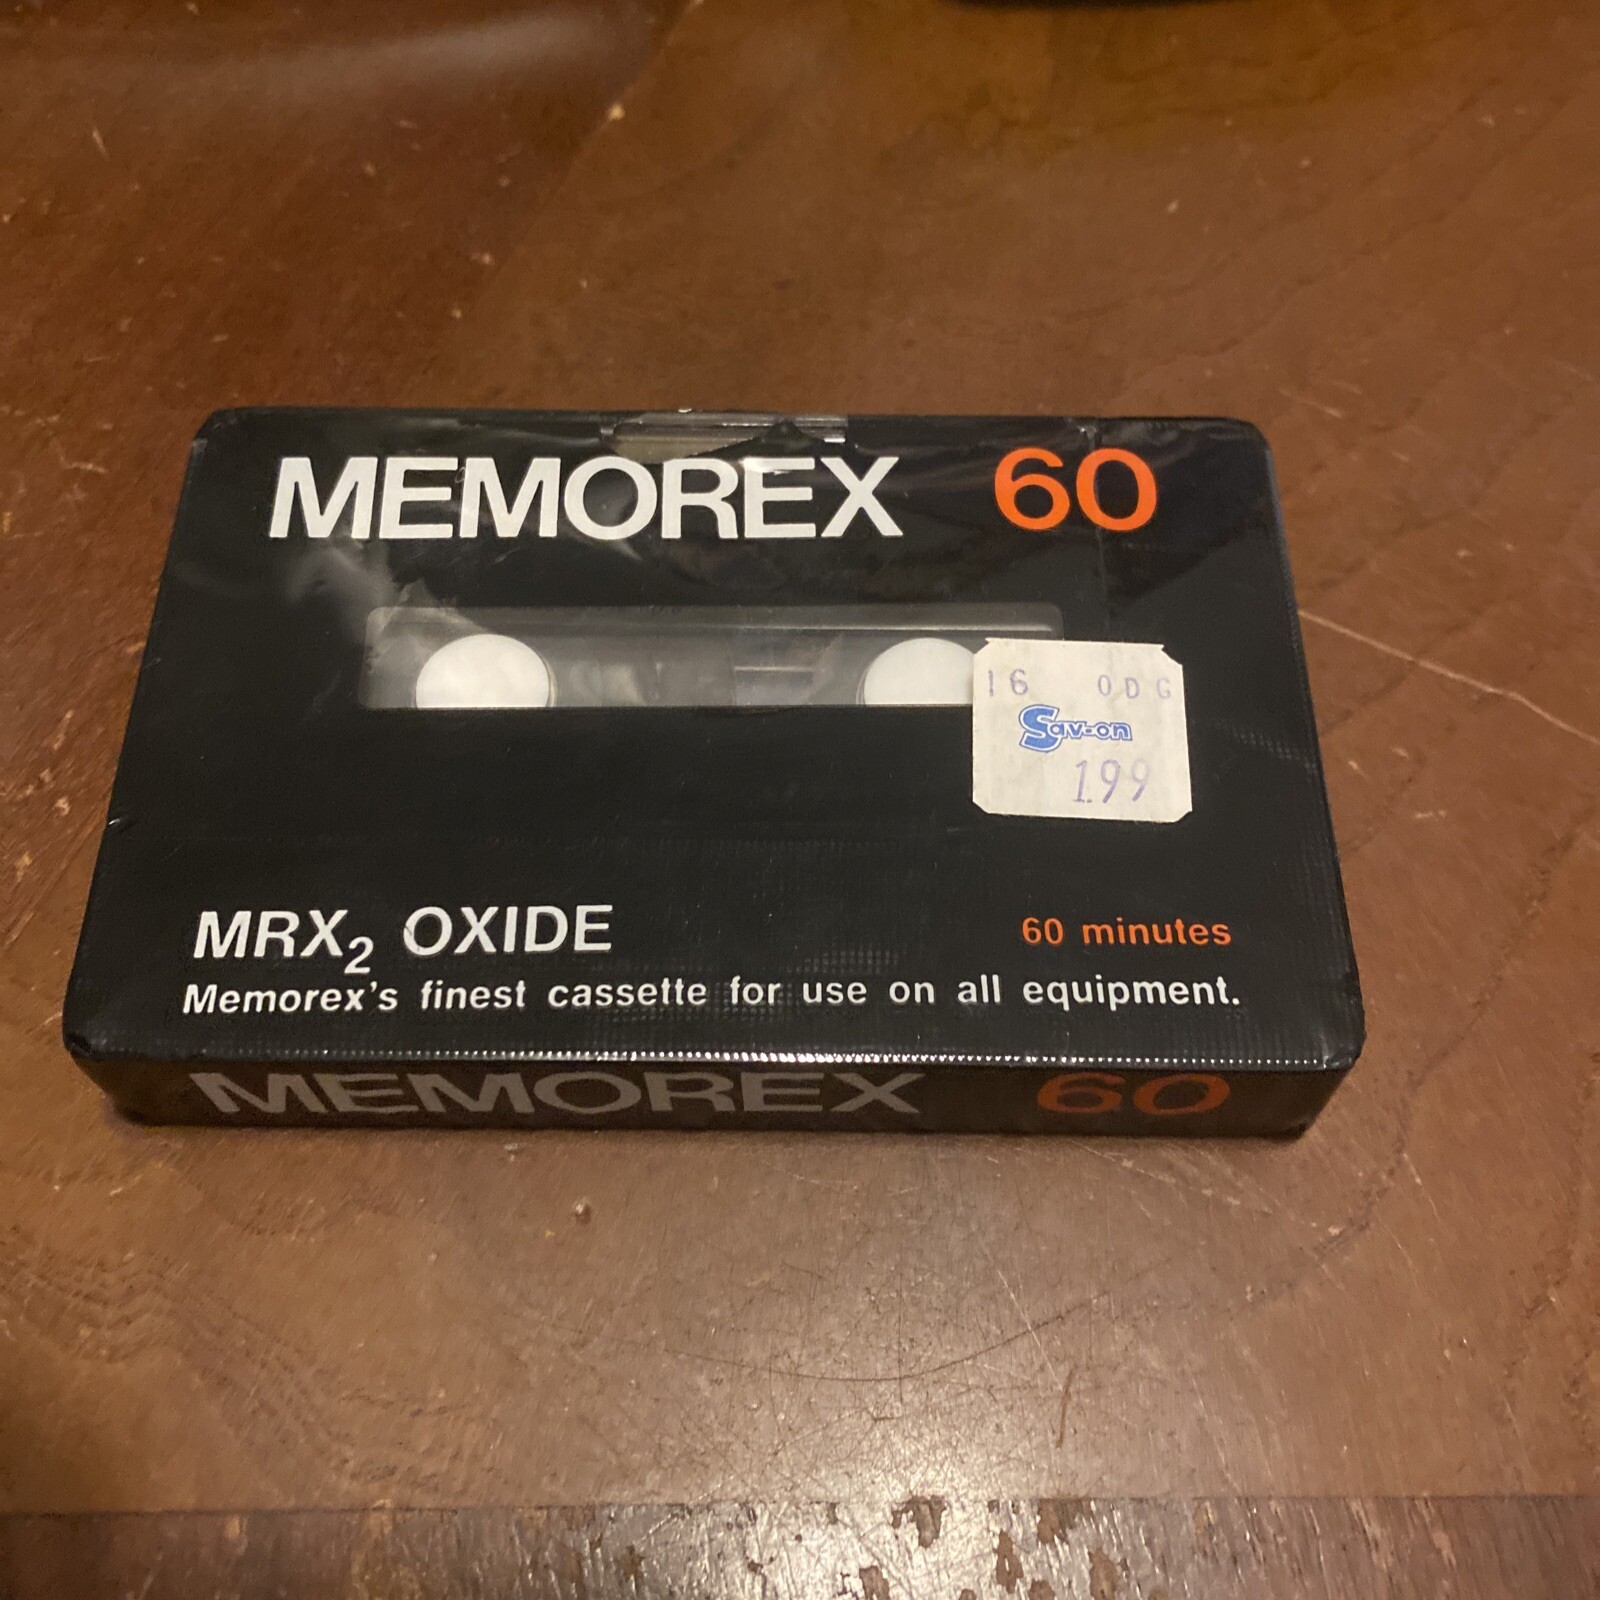 MEMOREX 60
16 ODG
Sav-on
1.99
MRX2 OXIDE
60 minutes
Memorex's finest cassette for use on all equipment.
MEMOREX 60